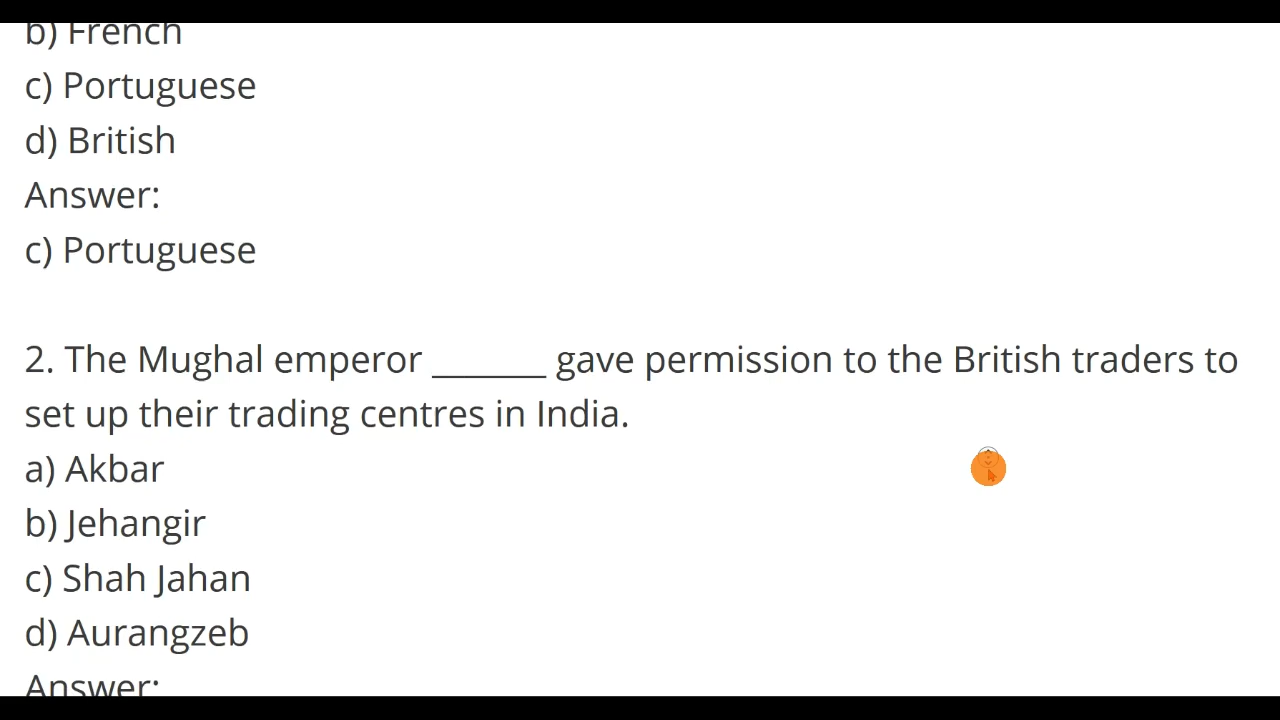 b) French
c) Portuguese
d) British
Answer:
c) Portuguese
2. The Mughal emperor ______ gave permission to the British traders to
set up their trading centres in India.
a) Akbar
b) Jehangir
c) Shah Jahan
d) Aurangzeb
Answer: